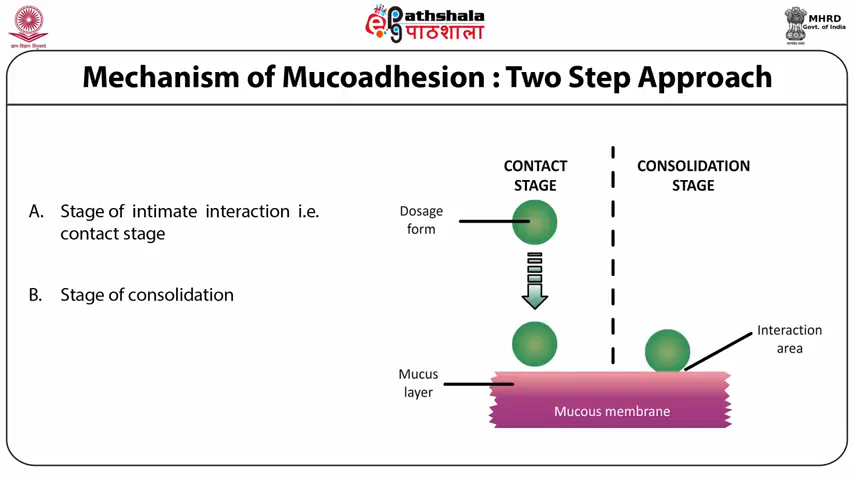 ePathshala
पाठशाला
MHRD
Govt. of India
Mechanism of Mucoadhesion : Two Step Approach
A. Stage of intimate interaction i.e.
contact stage
B. Stage of consolidation
CONTACT
STAGE
CONSOLIDATION
STAGE
Dosage
form
Interaction
area
Mucus
layer
Mucous membrane